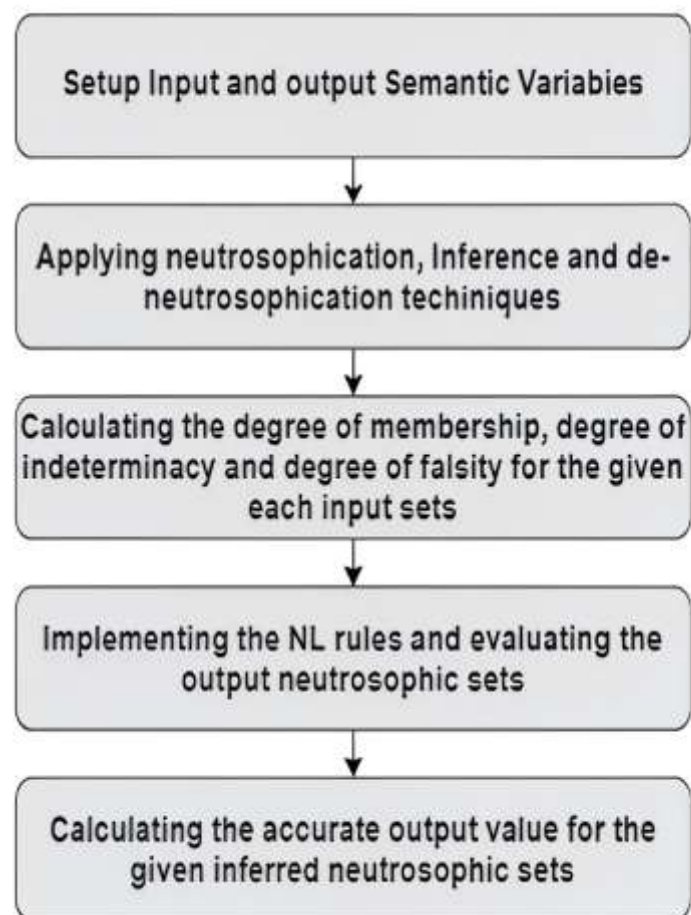 Setup Input and output Semantic Variables
Applying neutrosophication, Inference and de-
neutrosophication techiniques
Calculating the degree of membership, degree of
indeterminacy and degree of falsity for the given
each input sets
Implementing the NL rules and evaluating the
output neutrosophic sets
Calculating the accurate output value for the
given inferred neutrosophic sets